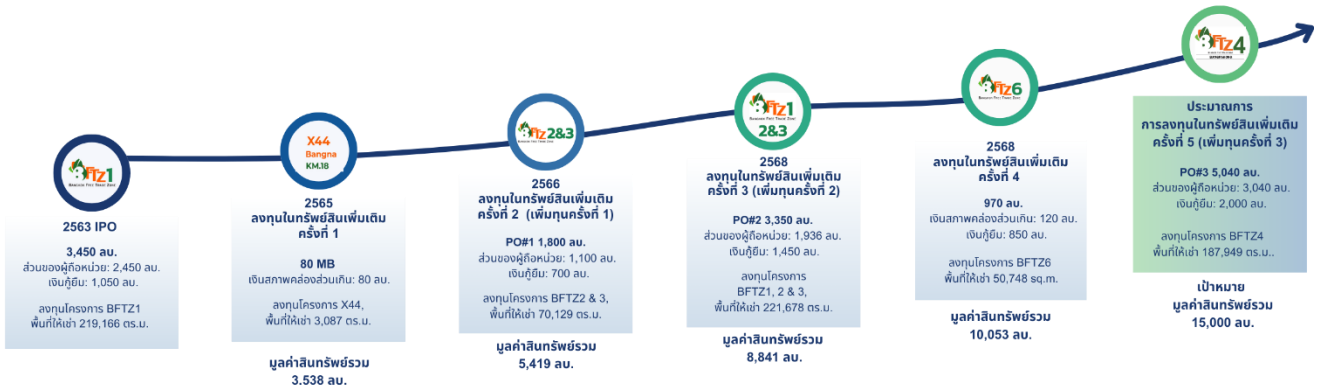 BFTZ1
BANGKOK FREE TRADE ZONE
2563 IPO
3,450 ลบ.
ส่วนของผู้ถือหน่วย: 2,450 ลบ.
เงินกู้ยืม: 1,050 ลบ.
ลงทุนโครงการ BFTZ1
พื้นที่ให้เช่า 219,166 ตร.ม.
X44
Bangna
KM.18
2565
ลงทุนในทรัพย์สินเพิ่มเติม
ครั้งที่ 1
80 MB
เงินสภาพคล่องส่วนเกิน: 80 ลบ.
ลงทุนโครงการ X44,
พื้นที่ให้เช่า 3,087 ตร.ม.
มูลค่าสินทรัพย์รวม
3.538 ลบ.
BFTZ 2&3
BANGKOK FREE TRADE ZONE
2566
ลงทุนในทรัพย์สินเพิ่มเติม
ครั้งที่ 2 (เพิ่มทุนครั้งที่ 1)
PO#1 1,800 ลบ.
ส่วนของผู้ถือหน่วย: 1,100 ลบ.
เงินกู้ยืม: 700 ลบ.
ลงทุนโครงการ BFTZ2 & 3,
พื้นที่ให้เช่า 70,129 ตร.ม.
มูลค่าสินทรัพย์รวม
5,419 ลบ.
BFTZ1
BANGKOK FREE TRADE ZONE
2&3
2568
ลงทุนในทรัพย์สินเพิ่มเติม
ครั้งที่ 3 (เพิ่มทุนครั้งที่ 2)
PO#2 3,350 ลบ.
ส่วนของผู้ถือหน่วย: 1,936 ลบ.
เงินกู้ยืม: 1,450 ลบ.
ลงทุนโครงการ
BFTZ1, 2 & 3,
พื้นที่ให้เช่า 221,678 ตร.ม.
มูลค่าสินทรัพย์รวม
8,841 ลบ.
BFTZ6
BANGKOK FREE TRADE ZONE
2568
ลงทุนในทรัพย์สินเพิ่มเติม
ครั้งที่ 4
970 ลบ.
เงินสภาพคล่องส่วนเกิน: 120 ลบ.
เงินกู้ยืม: 850 ลบ.
ลงทุนโครงการ BFTZ6
พื้นที่ให้เช่า 50,748 sq.m.
มูลค่าสินทรัพย์รวม
10,053 ลบ.
BFTZ4
ประมาณการ
การลงทุนในทรัพย์สินเพิ่มเติม
ครั้งที่ 5 (เพิ่มทุนครั้งที่ 3)
PO#3 5,040 ลบ.
ส่วนของผู้ถือหน่วย: 3,040 ลบ.
เงินกู้ยืม: 2,000 ลบ.
ลงทุนโครงการ BFTZ4
พื้นที่ให้เช่า 187,949 ตร.ม..
เป้าหมาย
มูลค่าสินทรัพย์รวม
15,000 ลบ.